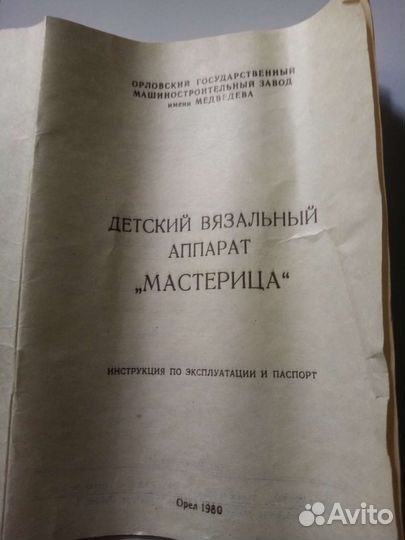 ОРЛОВСКИЙ ГОСУДАРСТВЕННЫЙ
МАШИНОСТРОИТЕЛЬНЫЙ ЗАВОД
имени МЕДВЕДЕВА
ДЕТСКИЙ ВЯЗАЛЬНЫЙ
АППАРАТ
„МАСТЕРИЦА“
ИНСТРУКЦИЯ ПО ЭКСПЛУАТАЦИИ И ПАСПОРТ
Орел 1980
Avito